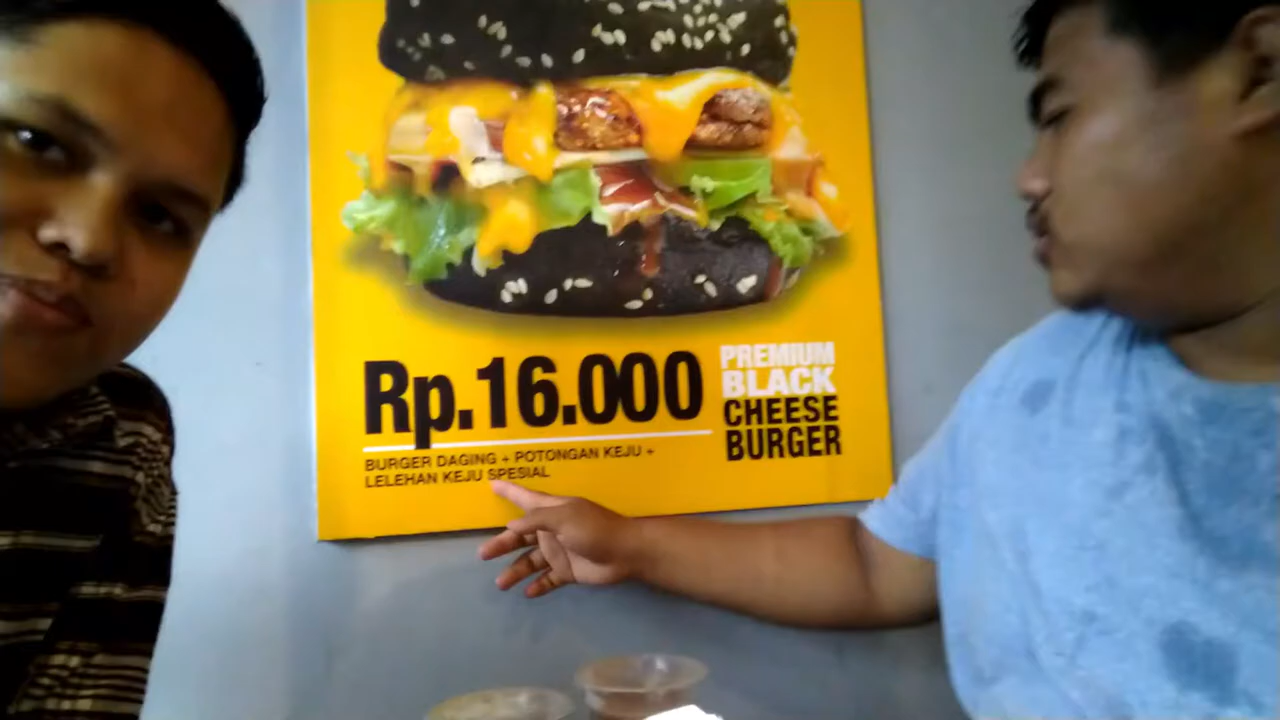 Rp.16.000
BURGER DAGING + POTONGAN KEJU +
LELEHAN KEJU SPESIAL
PREMIUM
BLACK
CHEESE
BURGER